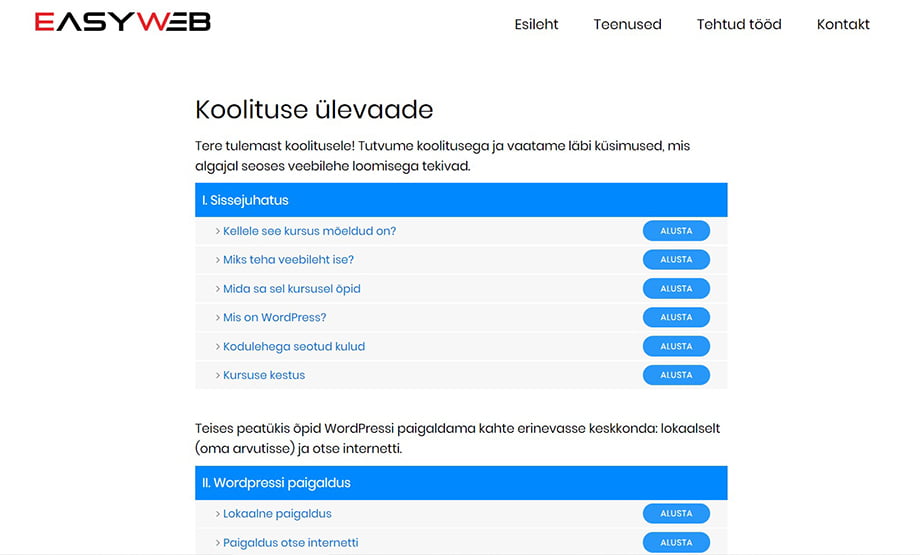 EASYWEB
Esileht Teenused Tehtud tööd Kontakt
Koolituse ülevaade
Tere tulemast koolitusele! Tutvume koolitusega ja vaatame läbi küsimused, mis
algajal seoses veebilehe loomisega tekivad.
I. Sissejuhatus
> Kellele see kursus mõeldud on? ALUSTA
> Miks teha veebileht ise? ALUSTA
> Mida sa sel kursusel õpid ALUSTA
> Mis on WordPress? ALUSTA
> Kodulehega seotud kulud ALUSTA
> Kursuse kestus ALUSTA
Teises peatükis õpid WordPressi paigaldama kahte erinevasse keskkonda: lokaalselt
(oma arvutisse) ja otse internetti.
II. Wordpressi paigaldus
> Lokaalne paigaldus ALUSTA
> Paigaldus otse internetti ALUSTA